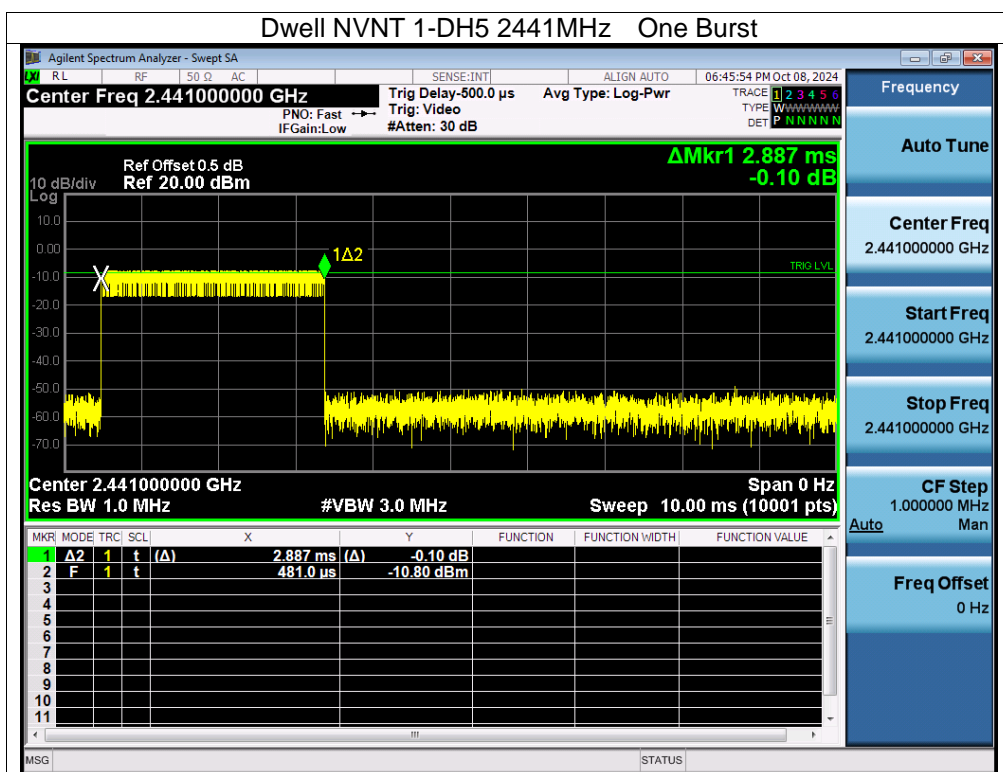 Dwell NVNT 1-DH5 2441MHz One Burst
Agilent Spectrum Analyzer - Swept SA
LXI RL RF 50 Ω AC SENSE:INT ALIGN AUTO 06:45:54 PM Oct 08, 2024
Center Freq 2.441000000 GHz Trig Delay-500.0 µs Avg Type: Log-Pwr TRACE 1 2 3 4 5 6
PNO: Fast Trig: Video TYPE WWWWWW
IFGain:Low #Atten: 30 dB DET P N N N N N
ΔMkr1 2.887 ms
-0.10 dB
Ref Offset 0.5 dB
10 dB/div Ref 20.00 dBm
Log
10.0
0.00
1Δ2
TRIG LVL
-10.0
-20.0
-30.0
-40.0
-50.0
-60.0
-70.0
Center 2.441000000 GHz Span 0 Hz
Res BW 1.0 MHz #VBW 3.0 MHz Sweep 10.00 ms (10001 pts)
MKR MODE TRC SCL X Y FUNCTION FUNCTION WIDTH FUNCTION VALUE
1 Δ2 1 t (Δ) 2.887 ms (Δ) -0.10 dB
2 F 1 t 481.0 µs -10.80 dBm
3
4
5
6
7
8
9
10
11
MSG STATUS
Frequency
Auto Tune
Center Freq
2.441000000 GHz
Start Freq
2.441000000 GHz
Stop Freq
2.441000000 GHz
CF Step
1.000000 MHz
Auto Man
Freq Offset
0 Hz